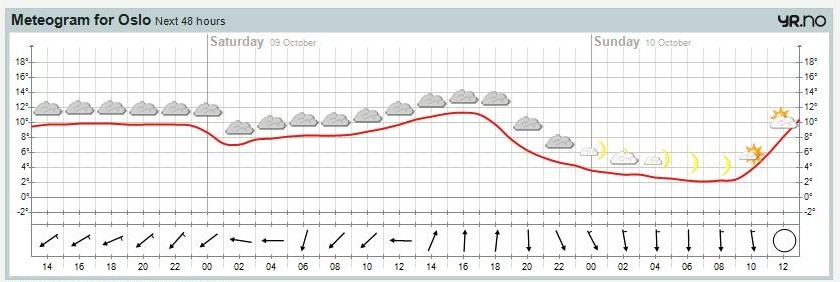 Meteogram for Oslo Next 48 hours
YR.no
Saturday 09 October
Sunday 10 October
18° 18°
16° 16°
14° 14°
12° 12°
10° 10°
8° 8°
6° 6°
4° 4°
2° 2°
0° 0°
-2° -2°
14 16 18 20 22 00 02 04 06 08 10 12 14 16 18 20 22 00 02 04 06 08 10 12